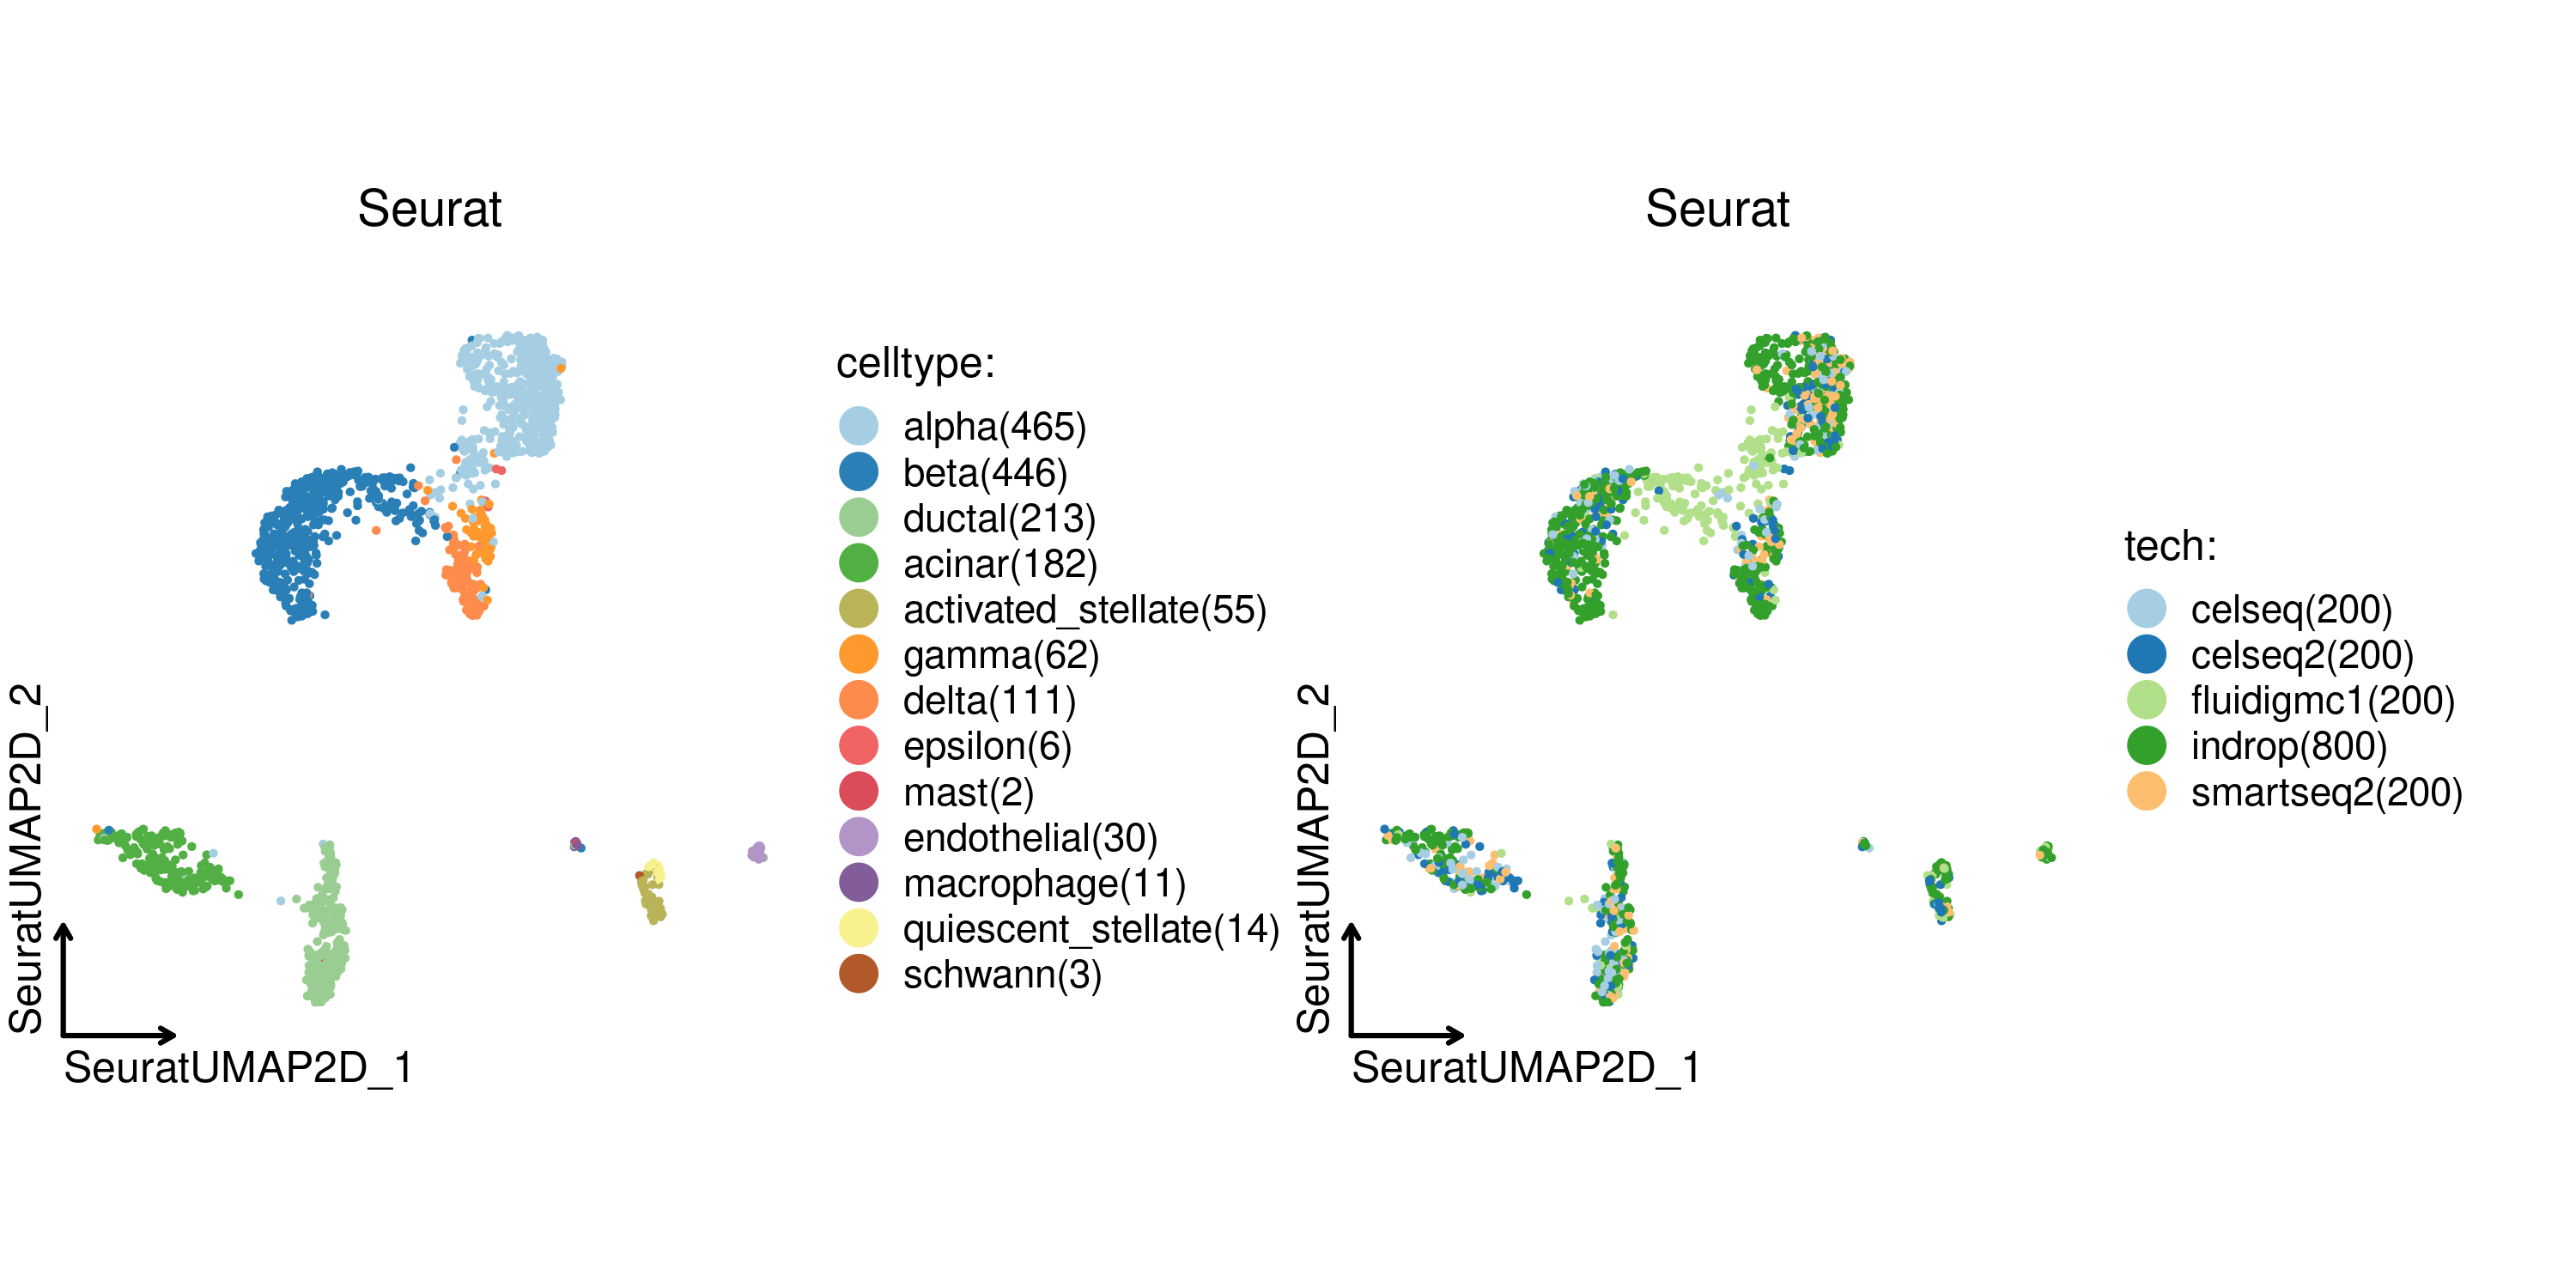 Seurat
celltype:
alpha(465)
beta(446)
ductal(213)
acinar(182)
activated_stellate(55)
gamma(62)
delta(111)
epsilon(6)
mast(2)
endothelial(30)
macrophage(11)
quiescent_stellate(14)
schwann(3)
SeuratUMAP2D_2
SeuratUMAP2D_1
Seurat
tech:
celseq(200)
celseq2(200)
fluidigmc1(200)
indrop(800)
smartseq2(200)
SeuratUMAP2D_2
SeuratUMAP2D_1